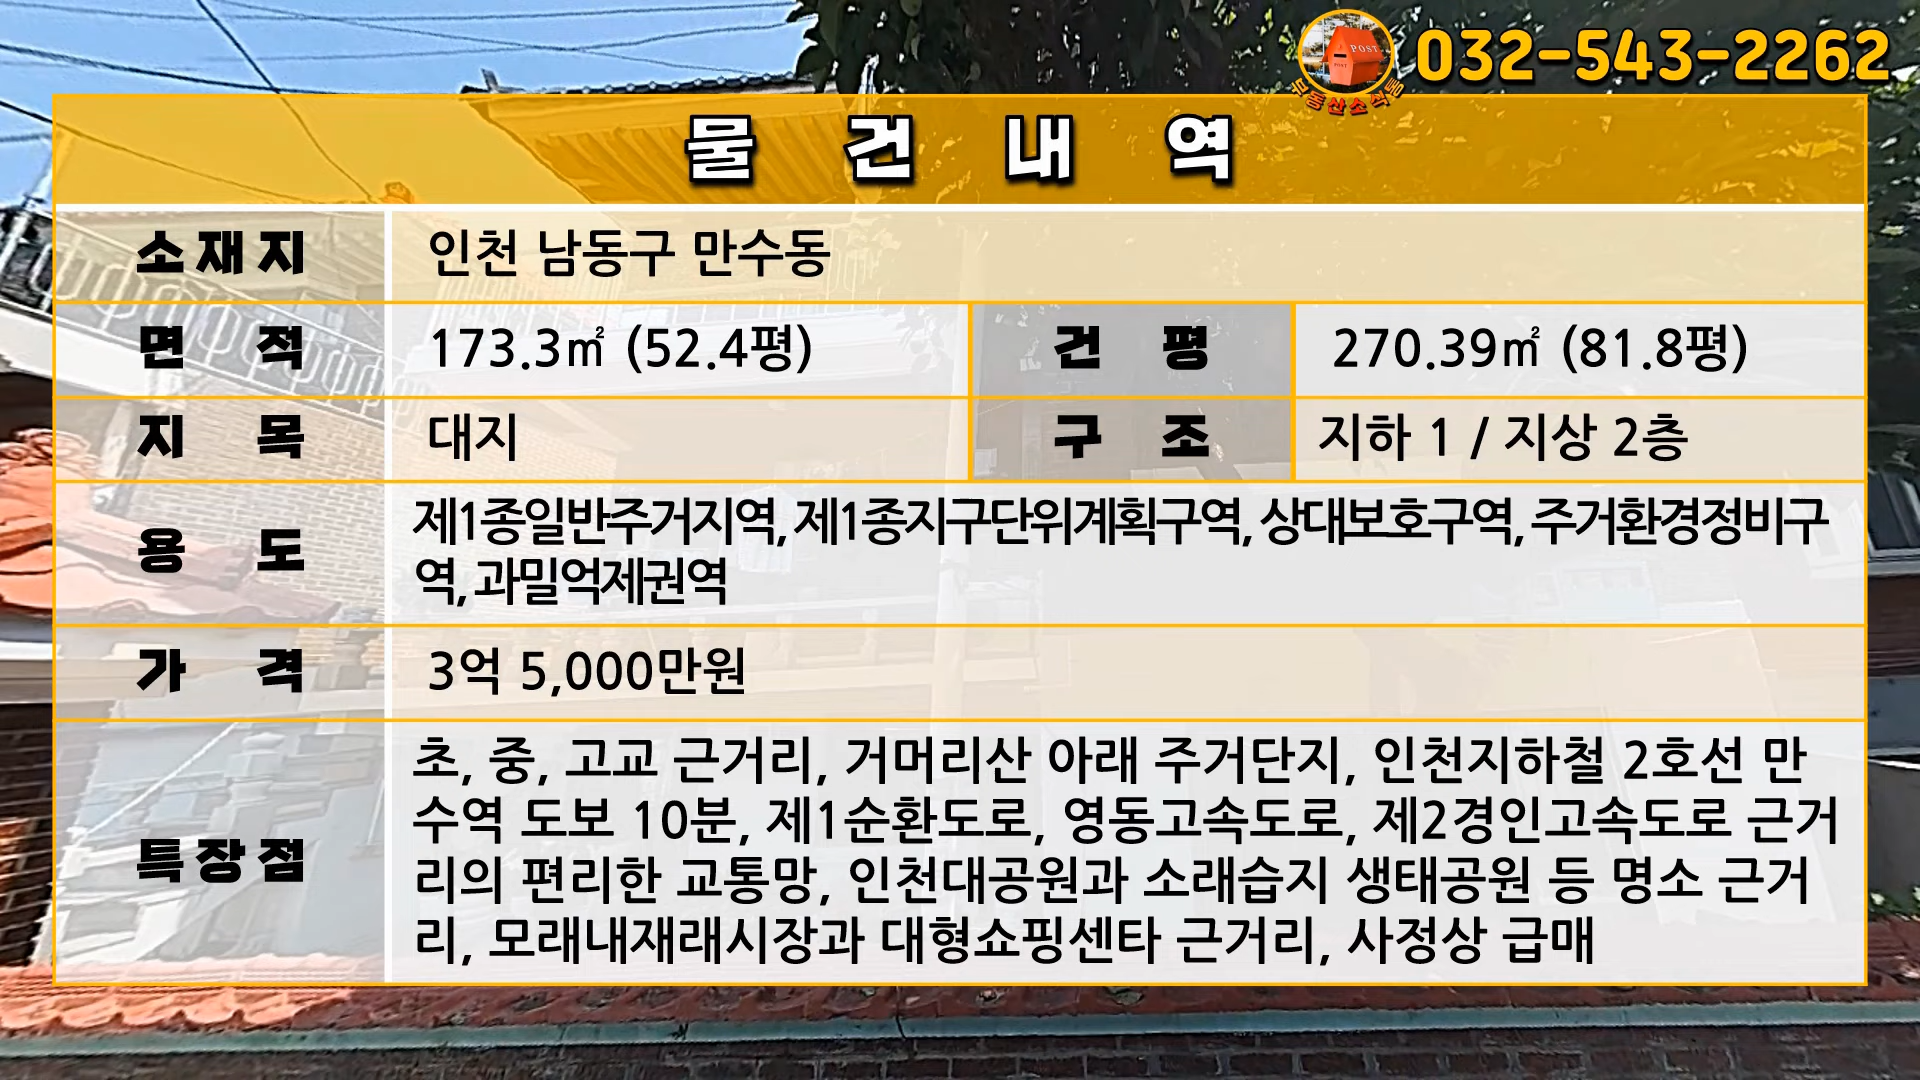 032-543-2262
POST
POST
부동산소식통
물 건 내 역
소재지 인천 남동구 만수동
면 적 173.3㎡ (52.4평) 건 평 270.39㎡ (81.8평)
지 목 대지 구 조 지하 1 / 지상 2층
용 도
제1종일반주거지역, 제1종지구단위계획구역, 상대보호구역, 주거환경정비구
역, 과밀억제권역
가 격 3억 5,000만원
특장점
초, 중, 고교 근거리, 거머리산 아래 주거단지, 인천지하철 2호선 만
수역 도보 10분, 제1순환도로, 영동고속도로, 제2경인고속도로 근거
리의 편리한 교통망, 인천대공원과 소래습지 생태공원 등 명소 근거
리, 모래내재래시장과 대형쇼핑센타 근거리, 사정상 급매